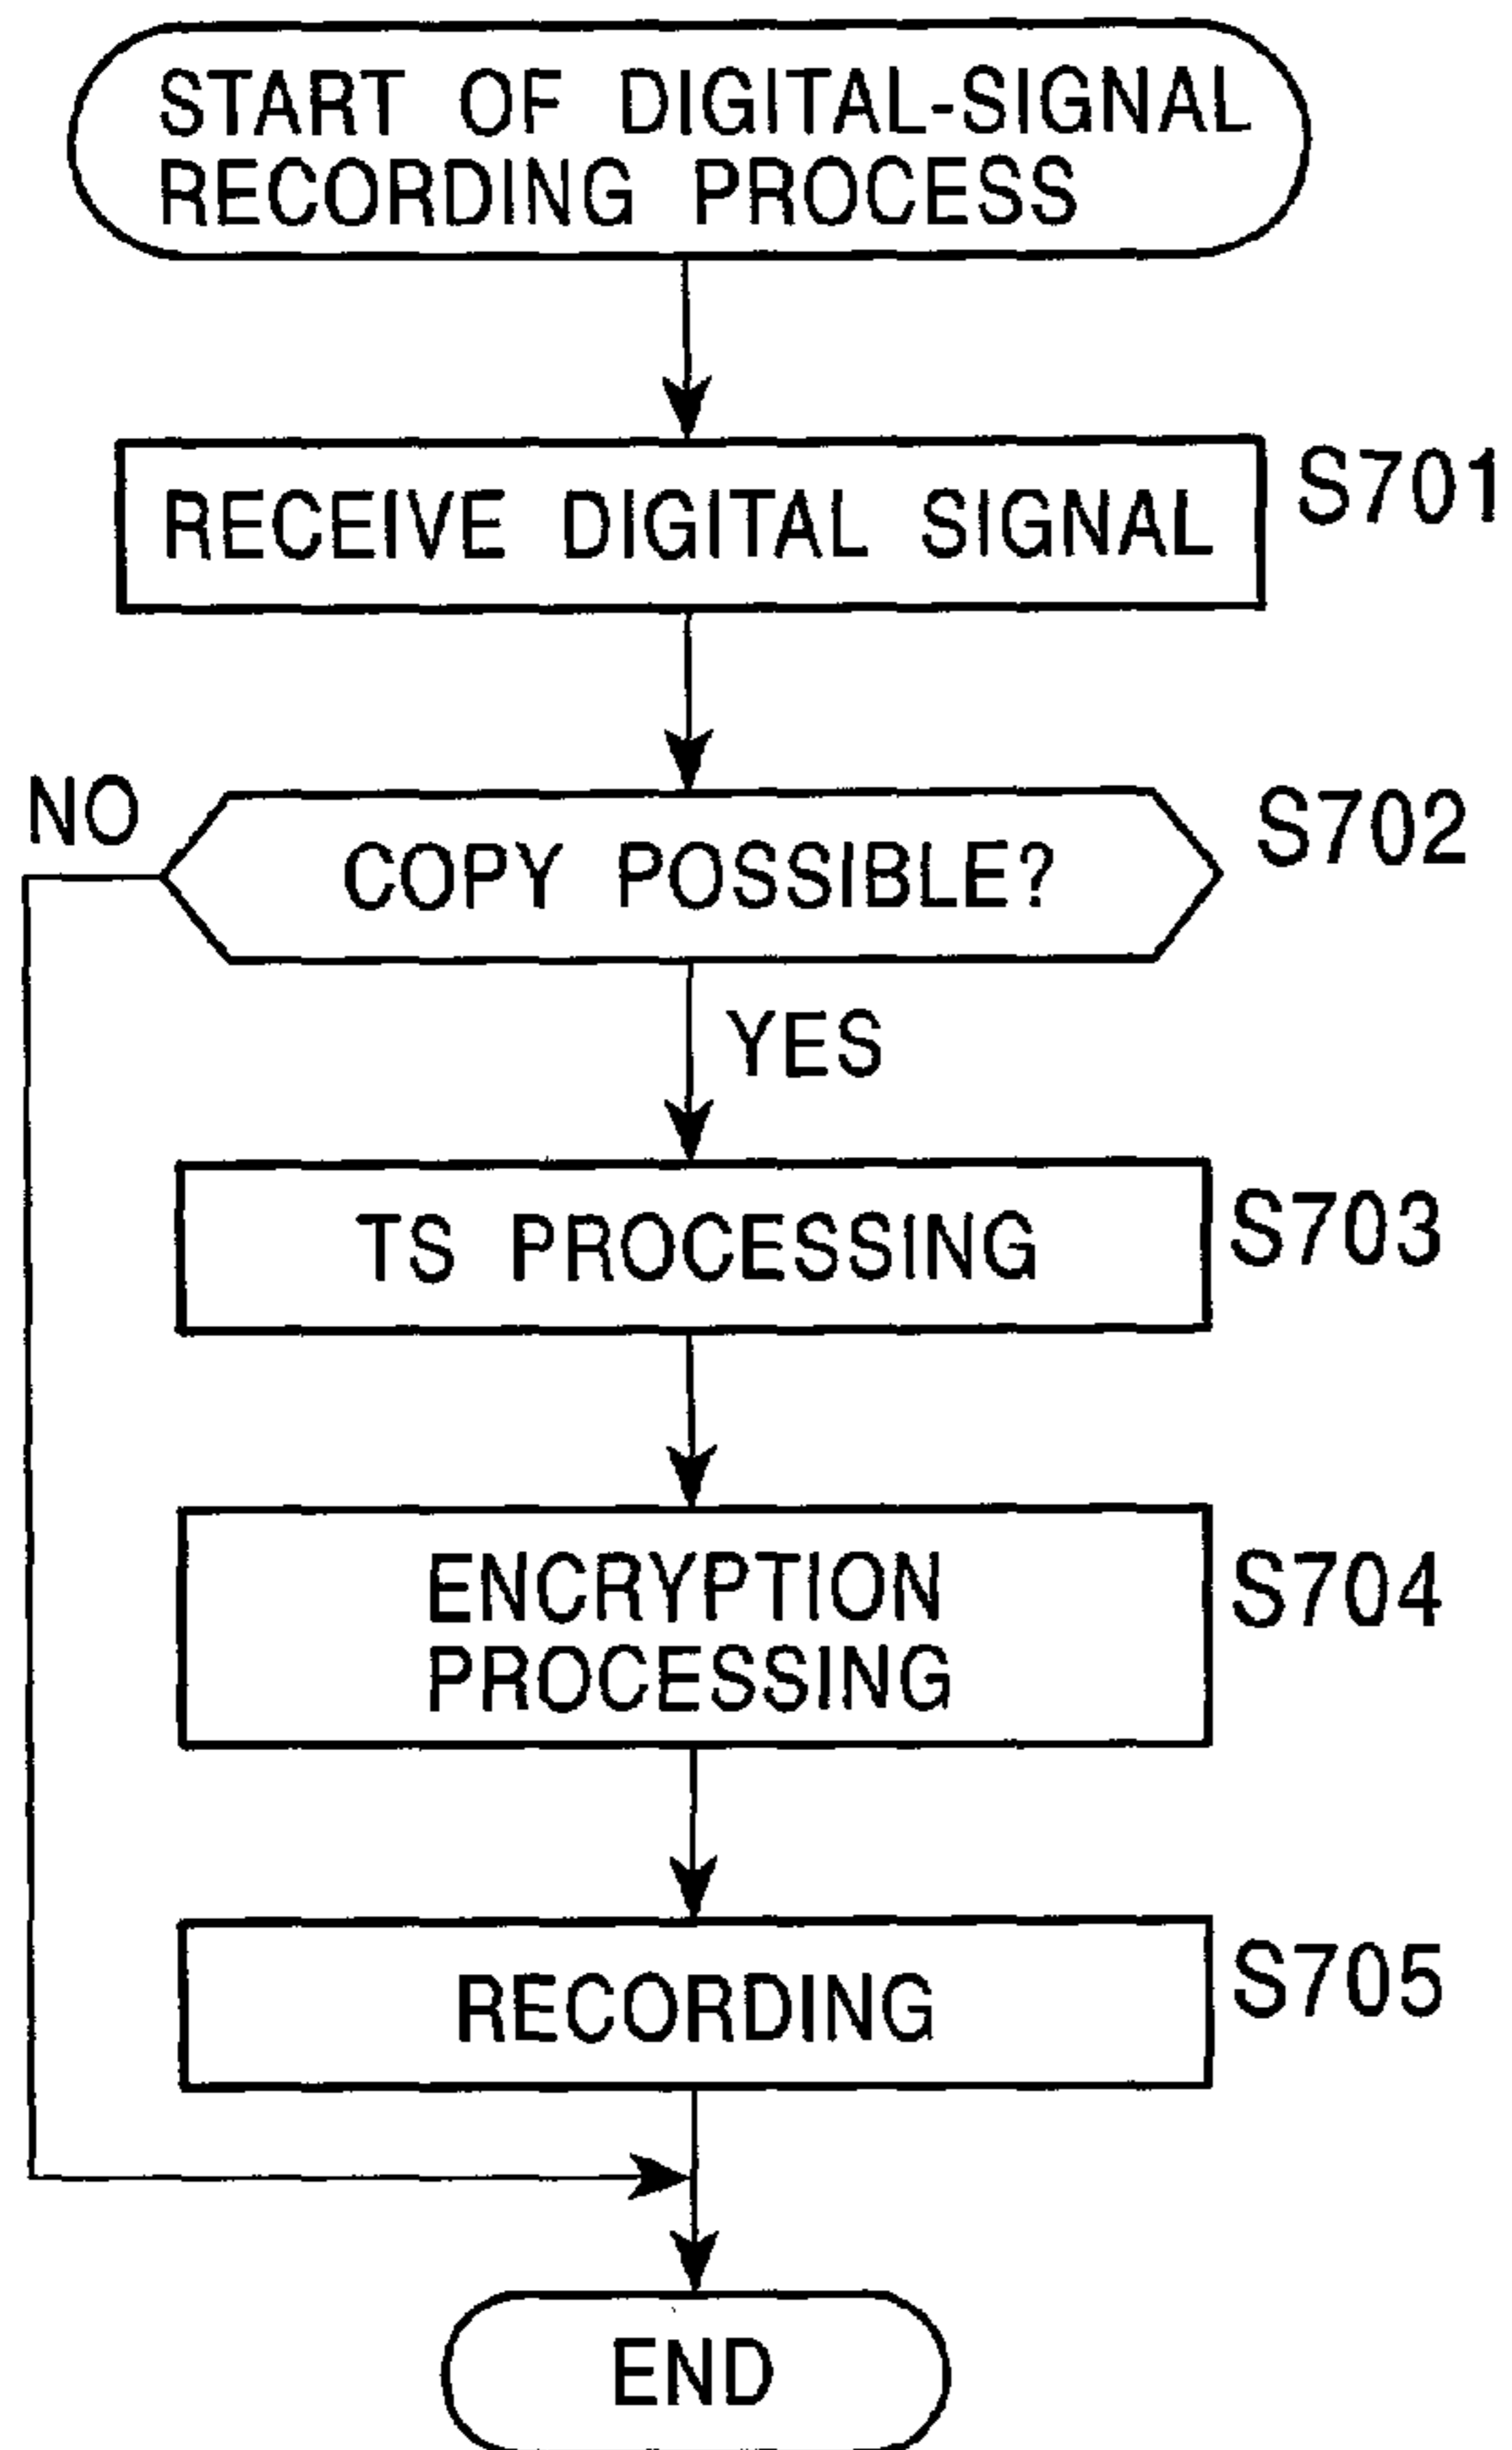 START OF DIGITAL-SIGNAL
RECORDING PROCESS
RECEIVE DIGITAL SIGNAL
S701
NO
COPY POSSIBLE?
S702
YES
TS PROCESSING
S703
ENCRYPTION
PROCESSING
S704
RECORDING
S705
END